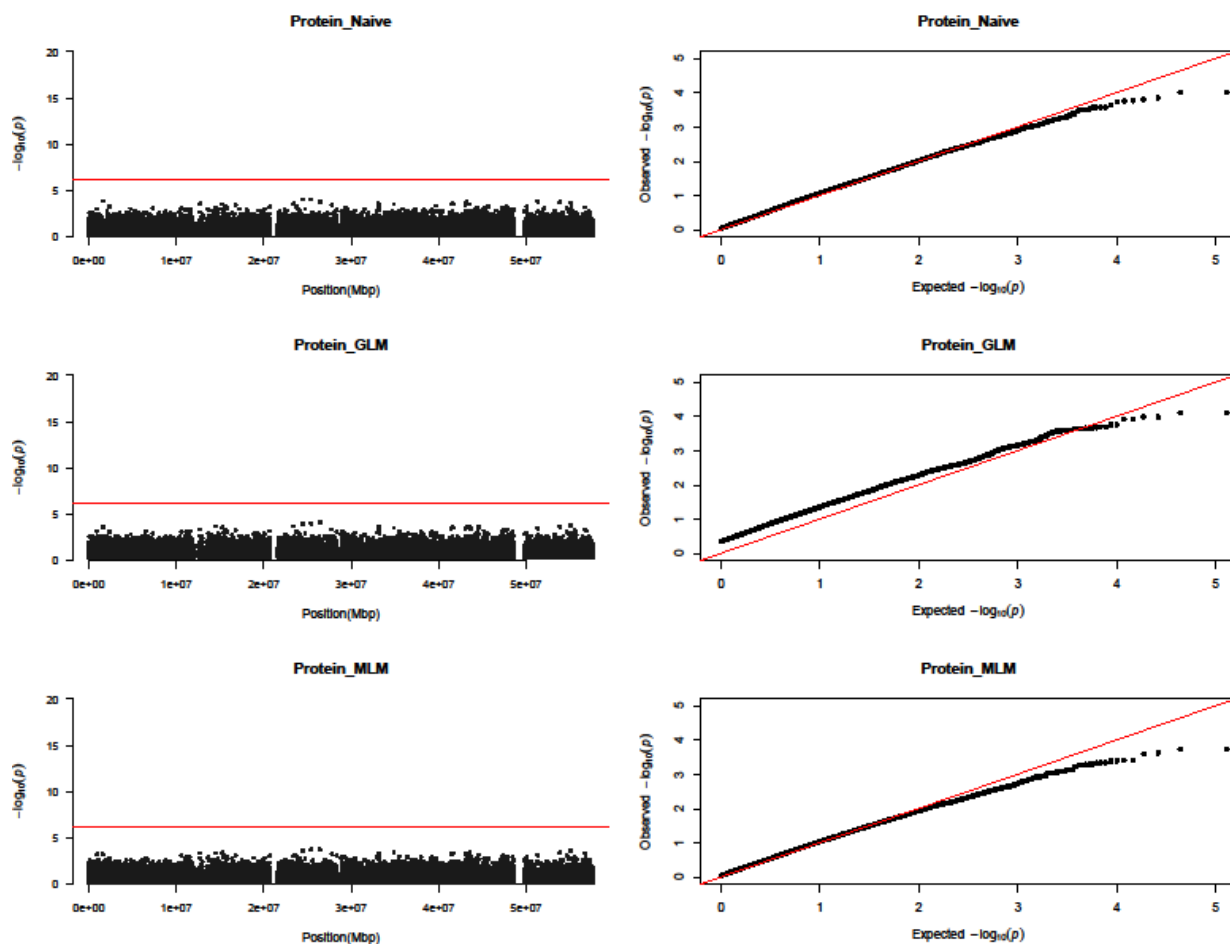 Protein_Naive
20
15
10
5
0
-log₁₀(p)
0e+00 1e+07 2e+07 3e+07 4e+07 5e+07
Position(Mbp)
Protein_Naive
5
4
3
2
1
0
Observed -log₁₀(p)
0 1 2 3 4 5
Expected -log₁₀(p)
Protein_GLM
20
15
10
5
0
-log₁₀(p)
0e+00 1e+07 2e+07 3e+07 4e+07 5e+07
Position(Mbp)
Protein_GLM
5
4
3
2
1
0
Observed -log₁₀(p)
0 1 2 3 4 5
Expected -log₁₀(p)
Protein_MLM
20
15
10
5
0
-log₁₀(p)
0e+00 1e+07 2e+07 3e+07 4e+07 5e+07
Position(Mbp)
Protein_MLM
5
4
3
2
1
0
Observed -log₁₀(p)
0 1 2 3 4 5
Expected -log₁₀(p)